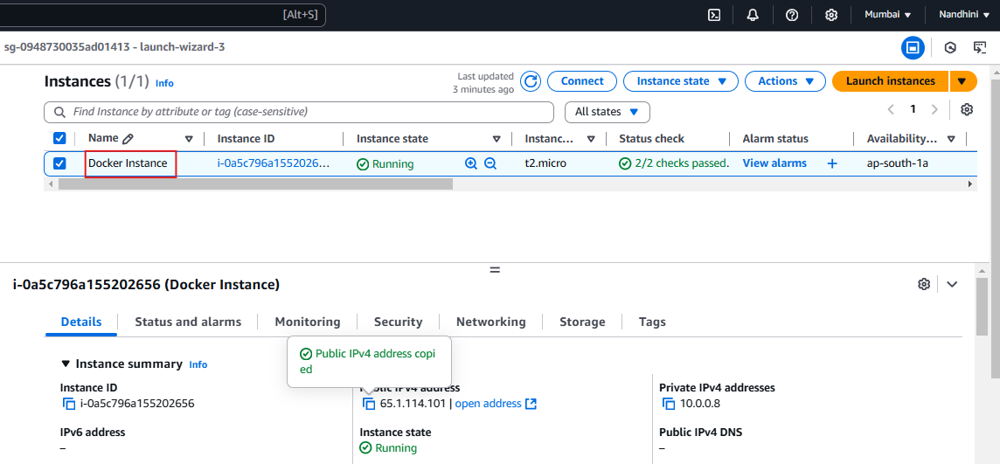 [Alt+S] Mumbai Nandhini
sg-0948730035ad01413 - launch-wizard-3
Instances (1/1) Info
Last updated
3 minutes ago
Connect Instance state Actions Launch instances
Find Instance by attribute or tag (case-sensitive) All states 1
Name Instance ID Instance state Instanc... Status check Alarm status Availability...
Docker Instance i-0a5c796a1552026... Running t2.micro 2/2 checks passed. View alarms + ap-south-1a
i-0a5c796a155202656 (Docker Instance)
Details Status and alarms Monitoring Security Networking Storage Tags
Public IPv4 address copi
ed
Instance summary Info
Instance ID Public IPv4 address Private IPv4 addresses
i-0a5c796a155202656 65.1.114.101 | open address 10.0.0.8
IPv6 address Instance state Public IPv4 DNS
– Running –